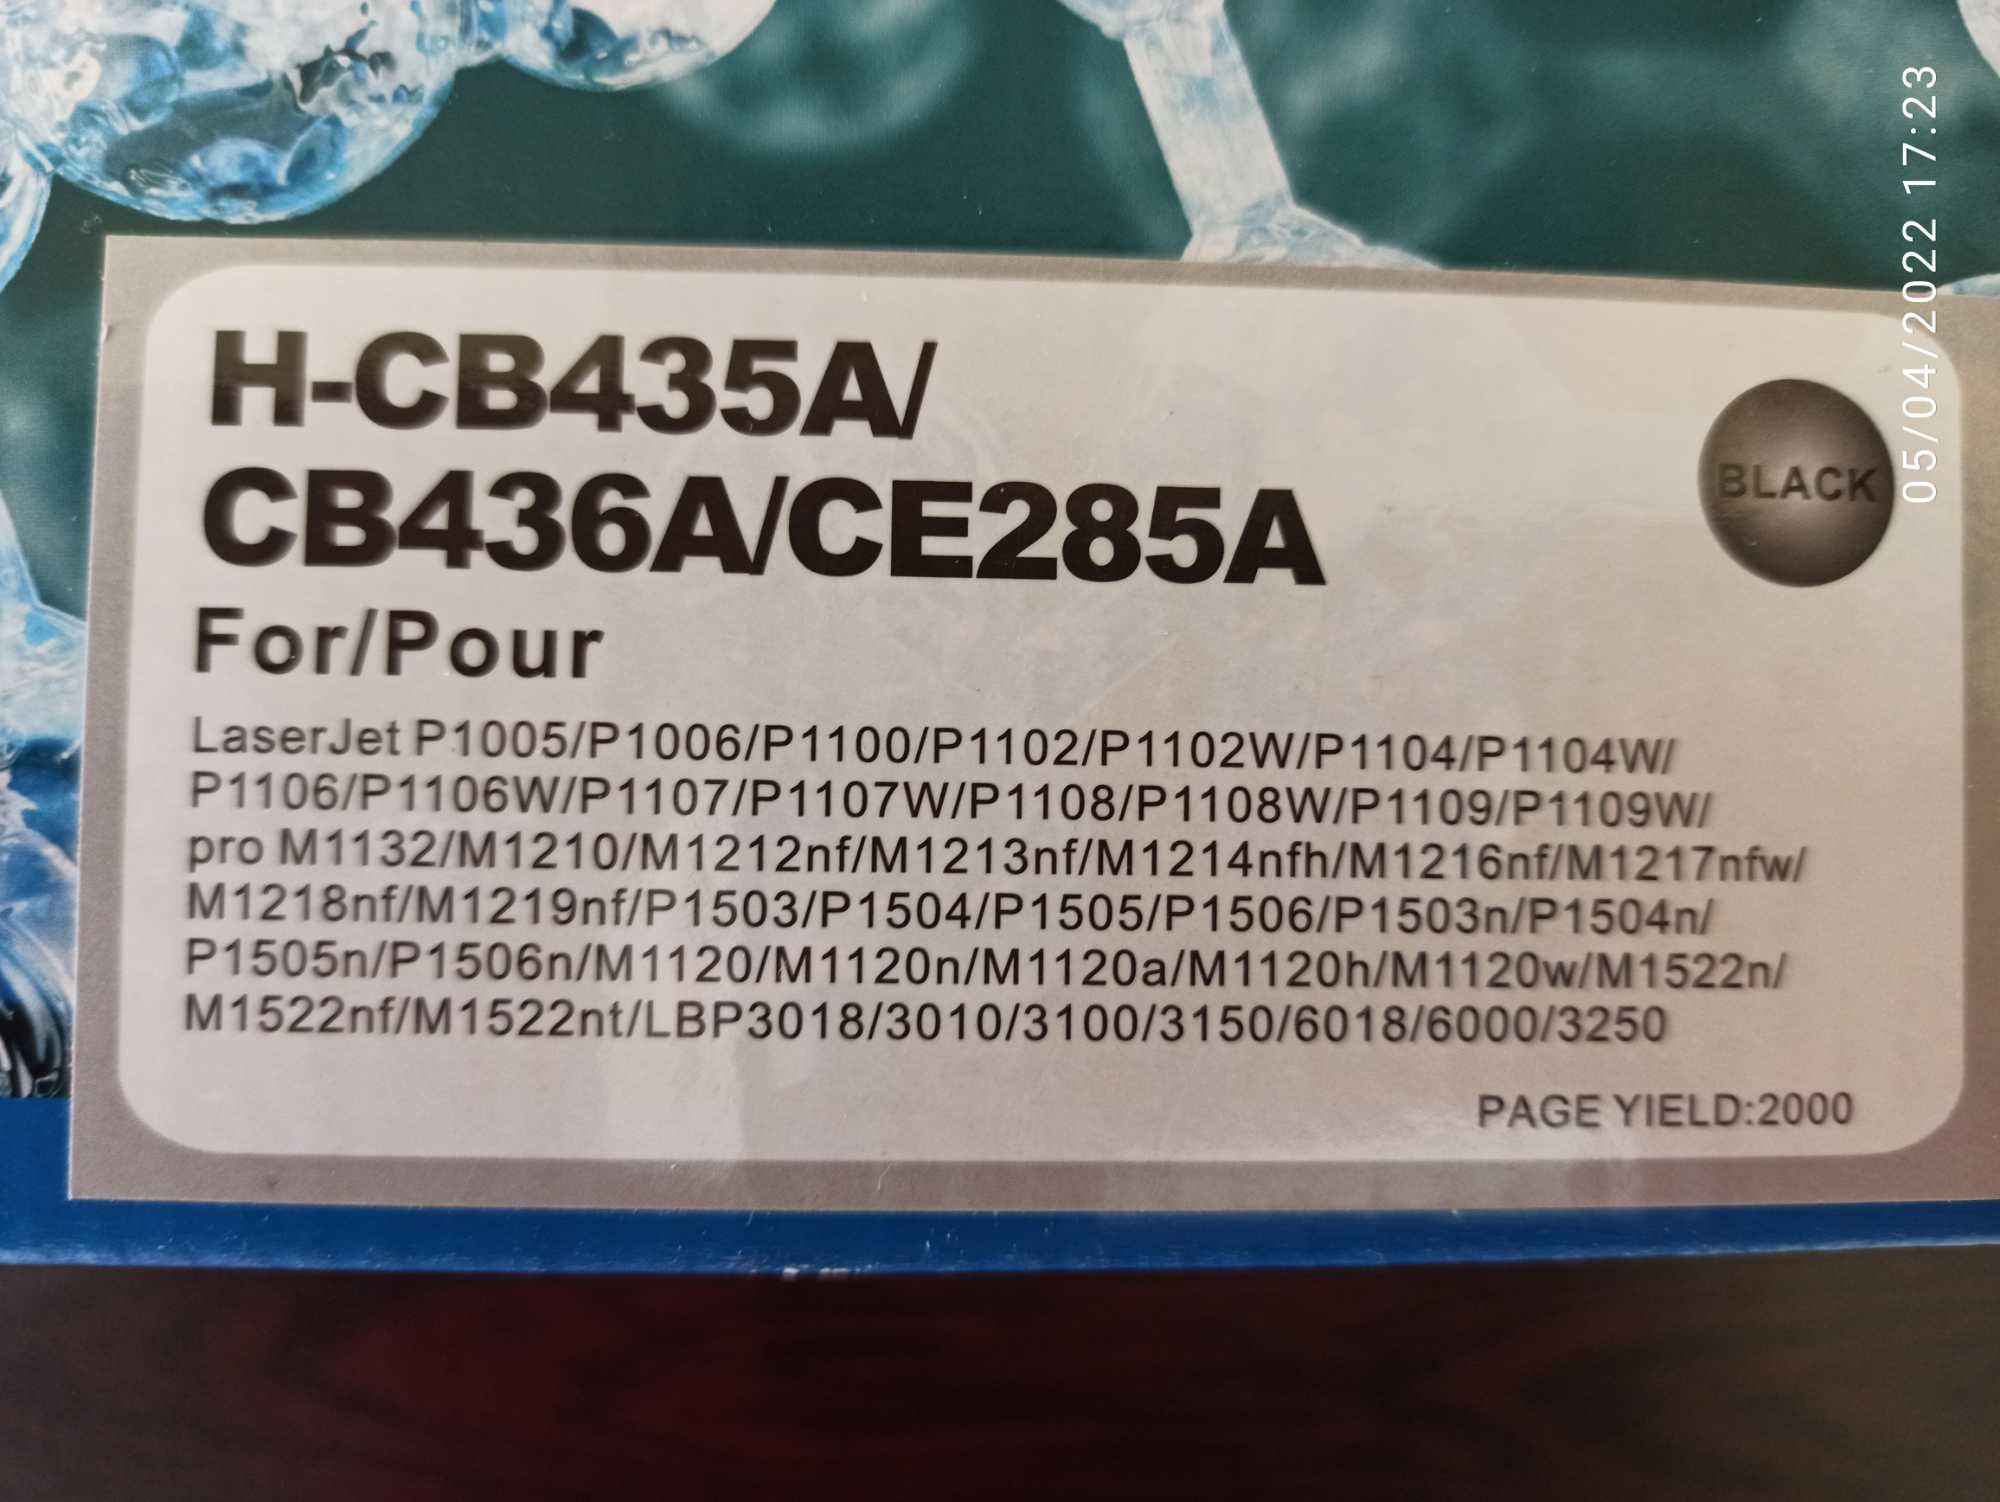 H-CB435A/
CB436A/CE285A
BLACK
For/Pour
LaserJet P1005/P1006/P1100/P1102/P1102W/P1104/P1104W/
P1106/P1106W/P1107/P1107W/P1108/P1108W/P1109/P1109W/
pro M1132/M1210/M1212nf/M1213nf/M1214nfh/M1216nf/M1217nfw/
M1218nf/M1219nf/P1503/P1504/P1505/P1506/P1503n/P1504n/
P1505n/P1506n/M1120/M1120n/M1120a/M1120h/M1120w/M1522n/
M1522nf/M1522nt/LBP3018/3010/3100/3150/6018/6000/3250
PAGE YIELD:2000
05/04/2022 17:23